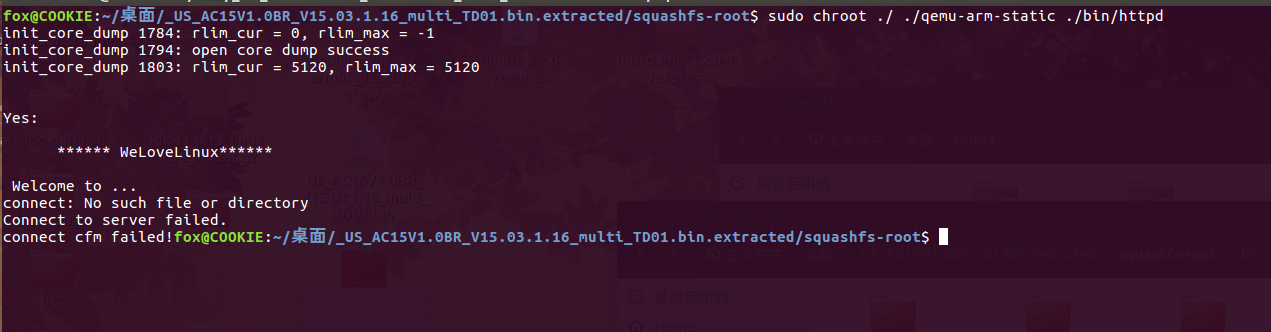 fox@COOKIE:~/桌面/_US_AC15V1.0BR_V15.03.1.16_multi_TD01.bin.extracted/squashfs-root$ sudo chroot ./ ./qemu-arm-static ./bin/httpd
init_core_dump 1784: rlim_cur = 0, rlim_max = -1
init_core_dump 1794: open core dump success
init_core_dump 1803: rlim_cur = 5120, rlim_max = 5120
Yes:
****** WeLoveLinux******
Welcome to ...
connect: No such file or directory
Connect to server failed.
connect cfm failed!fox@COOKIE:~/桌面/_US_AC15V1.0BR_V15.03.1.16_multi_TD01.bin.extracted/squashfs-root$